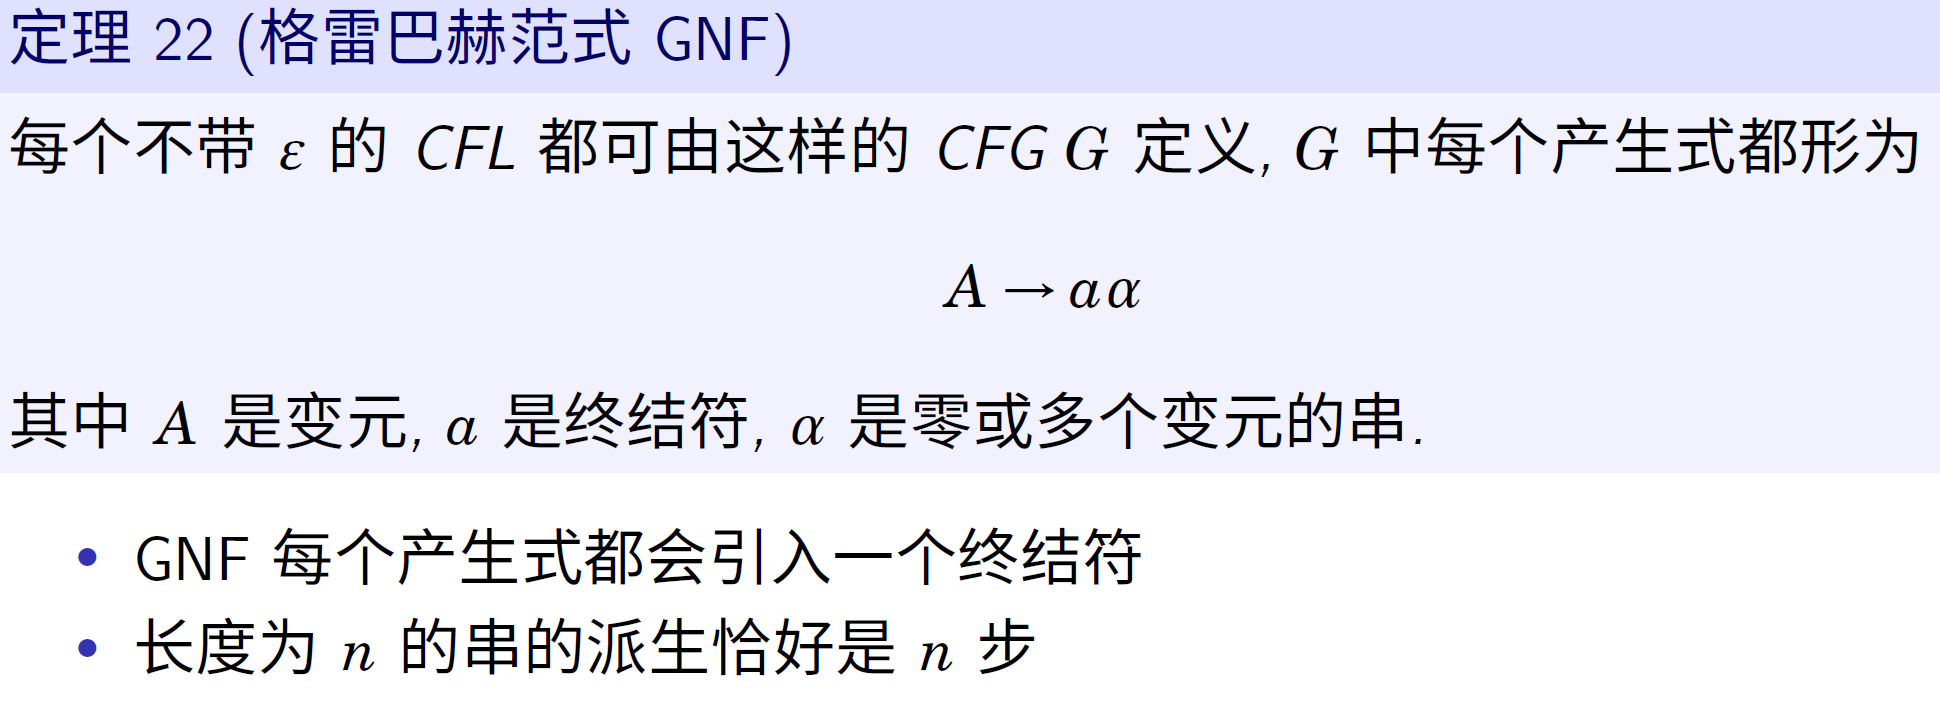 定理 22 (格雷巴赫范式 GNF)
每个不带 ε 的 CFL 都可由这样的 CFG G 定义, G 中每个产生式都形为
A → aα
其中 A 是变元, a 是终结符, α 是零或多个变元的串.
• GNF 每个产生式都会引入一个终结符
• 长度为 n 的串的派生恰好是 n 步